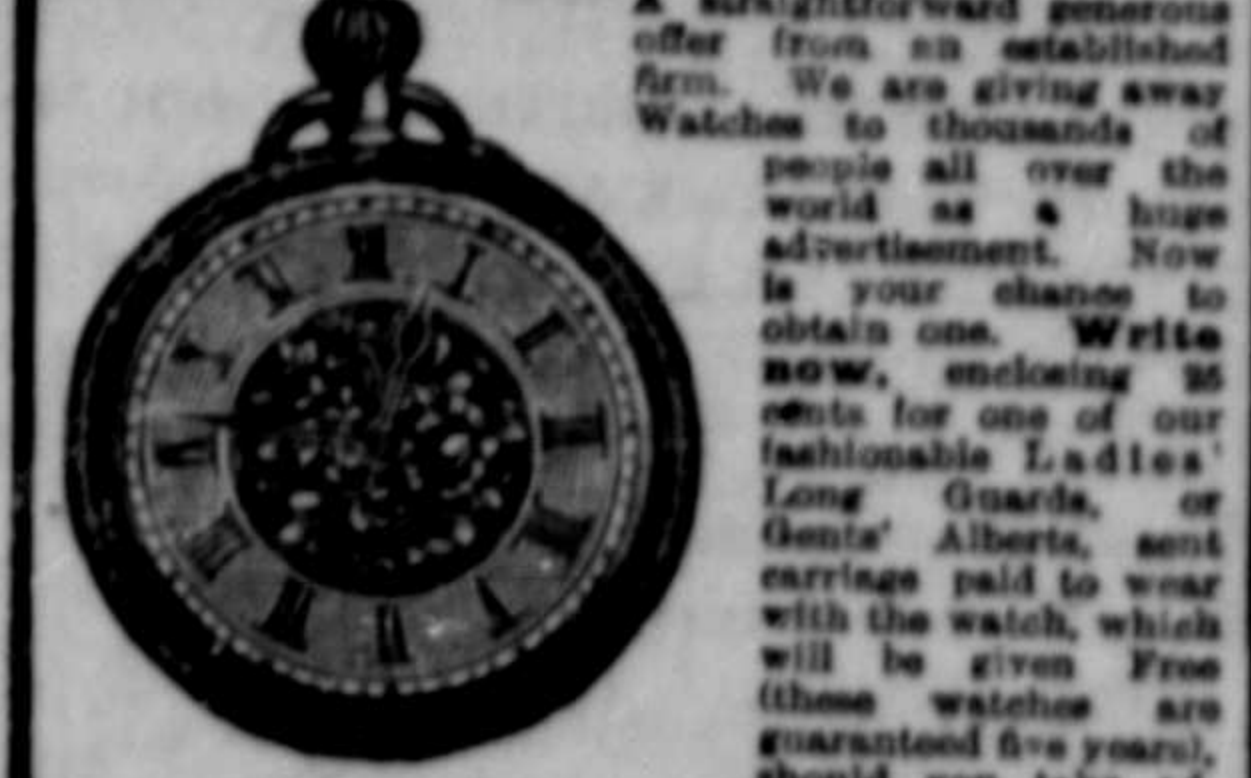 A straightforward generous
offer from an established
firm. We are giving away
Watches to thousands of
people all over the
world as a huge
advertisement. Now
is your chance to
obtain one. Write
now, enclosing 25
cents for one of our
fashionable Ladies'
Long Guards, or
Gents' Alberts, sent
carriage paid to wear
with the watch, which
will be given Free
(these watches are
guaranteed five years),
should you